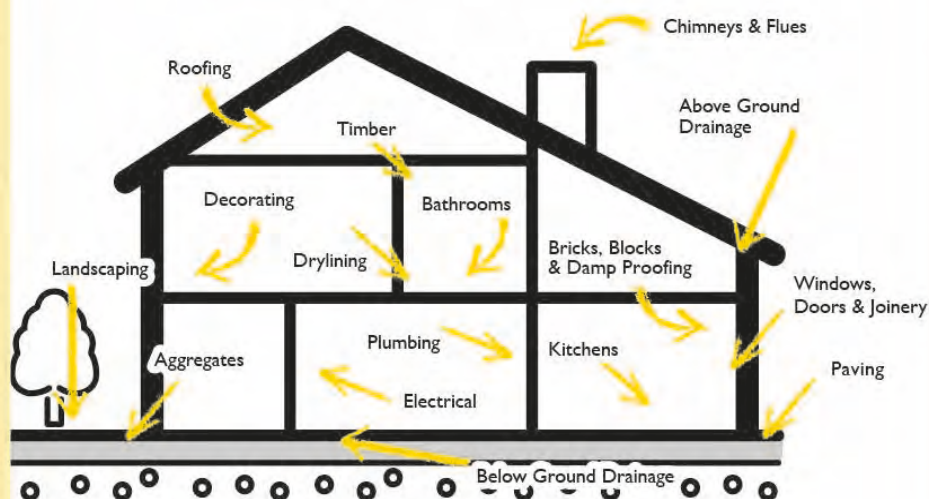 Chimneys & Flues
Roofing
Above Ground
Drainage
Timber
Decorating
Bathrooms
Drylining
Bricks, Blocks
& Damp Proofing
Landscaping
Windows,
Doors & Joinery
Plumbing
Kitchens
Aggregates
Paving
Electrical
Below Ground Drainage